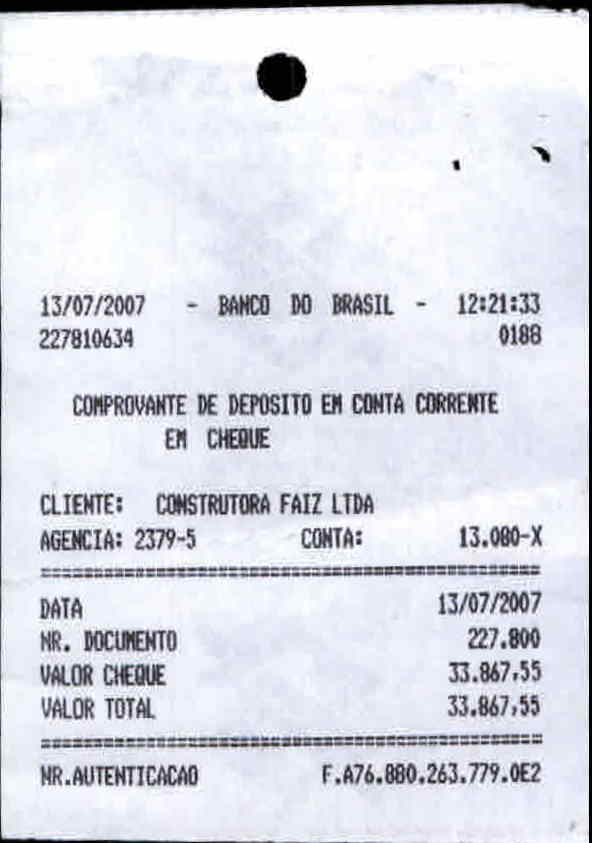 13/07/2007 - BANCO DO BRASIL - 12:21:33
227810634 0188
COMPROVANTE DE DEPOSITO EM CONTA CORRENTE
EM CHEQUE
CLIENTE: CONSTRUTORA FAIZ LTDA
AGENCIA: 2379-5 CONTA: 13.080-X
==================================================
DATA 13/07/2007
NR. DOCUMENTO 227.800
VALOR CHEQUE 33.867,55
VALOR TOTAL 33.867,55
==================================================
NR.AUTENTICACAO F.A76.880.263.779.0E2